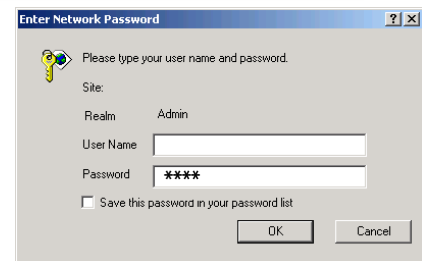 Enter Network Password
Please type your user name and password.
Site:
Realm Admin
User Name
Password ****
Save this password in your password list
OK Cancel